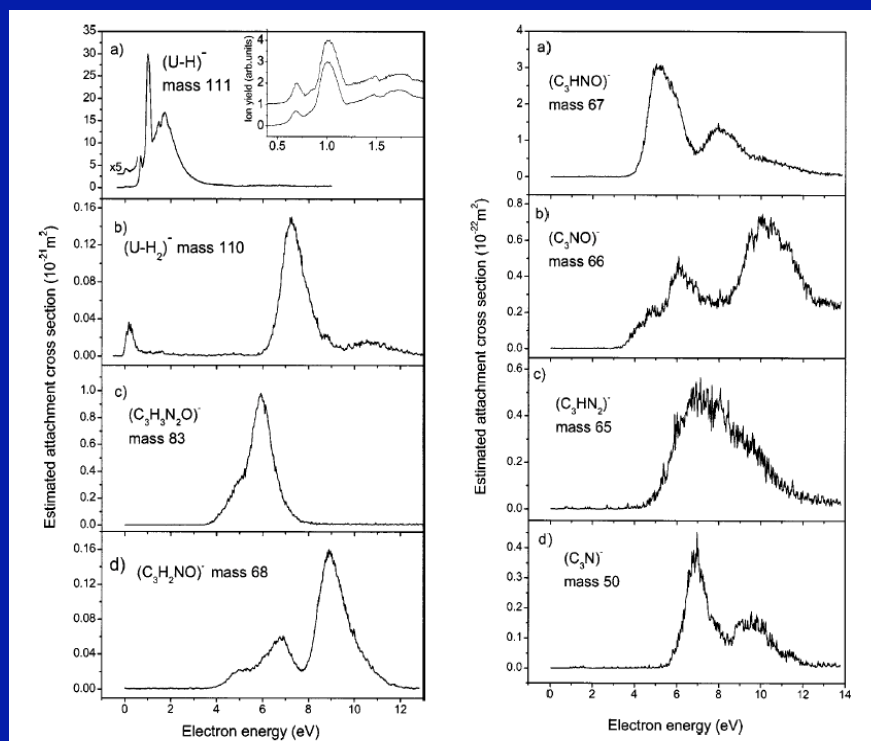 Estimated attachment cross section (10⁻²¹m²)
a)
(U-H)⁻
mass 111
x5
35
30
25
20
15
10
5
0
Ion yield (arb.units)
4
3
2
1
0
0.5 1.0 1.5
b)
(U-H₂)⁻ mass 110
0.16
0.12
0.08
0.04
0.00
c)
(C₃H₃N₂O)⁻
mass 83
1.0
0.8
0.6
0.4
0.2
0.0
d)
(C₃H₂NO)⁻ mass 68
0.16
0.12
0.08
0.04
0.00
0 2 4 6 8 10 12
Electron energy (eV)
Estimated attachment cross section (10⁻²²m²)
a)
(C₃HNO)⁻
mass 67
4
3
2
1
0
b)
(C₃NO)⁻
mass 66
0.9
0.6
0.3
0.0
c)
(C₃HN₂)⁻
mass 65
0.6
0.4
0.2
0.0
d)
(C₃N)⁻
mass 50
0.4
0.3
0.2
0.1
0.0
0 2 4 6 8 10 12 14
Electron energy (eV)